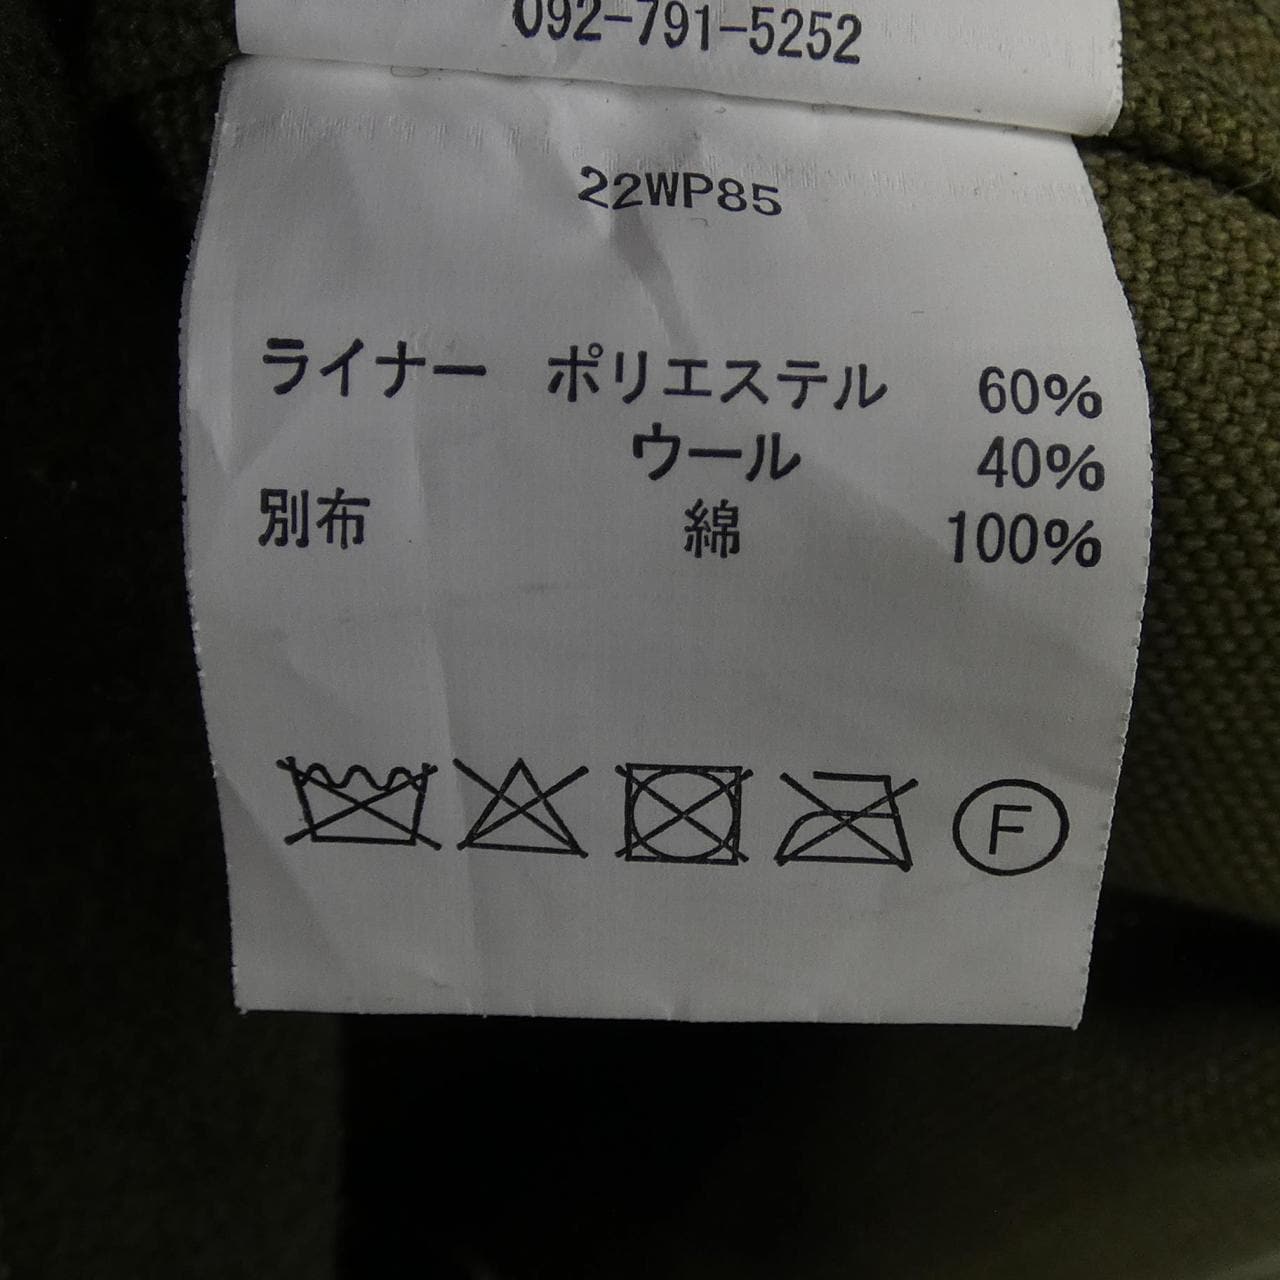 092-791-5252
22WP85
ライナー ポリエステル 60%
ウール 40%
別布 綿 100%
F